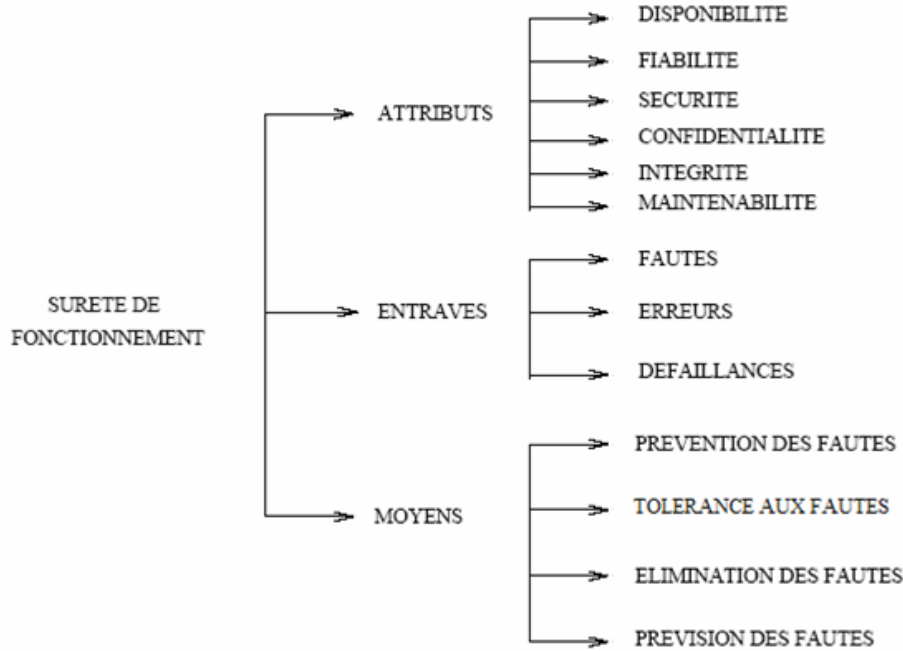 DISPONIBILITE
FIABILITE
SECURITE
ATTRIBUTS
CONFIDENTIALITE
INTEGRITE
MAINTENABILITE
FAUTES
SURETE DE
FONCTIONNEMENT
ENTRAVES
ERREURS
DEFAILLANCES
PREVENTION DES FAUTES
MOYENS
TOLERANCE AUX FAUTES
ELIMINATION DES FAUTES
PREVISION DES FAUTES